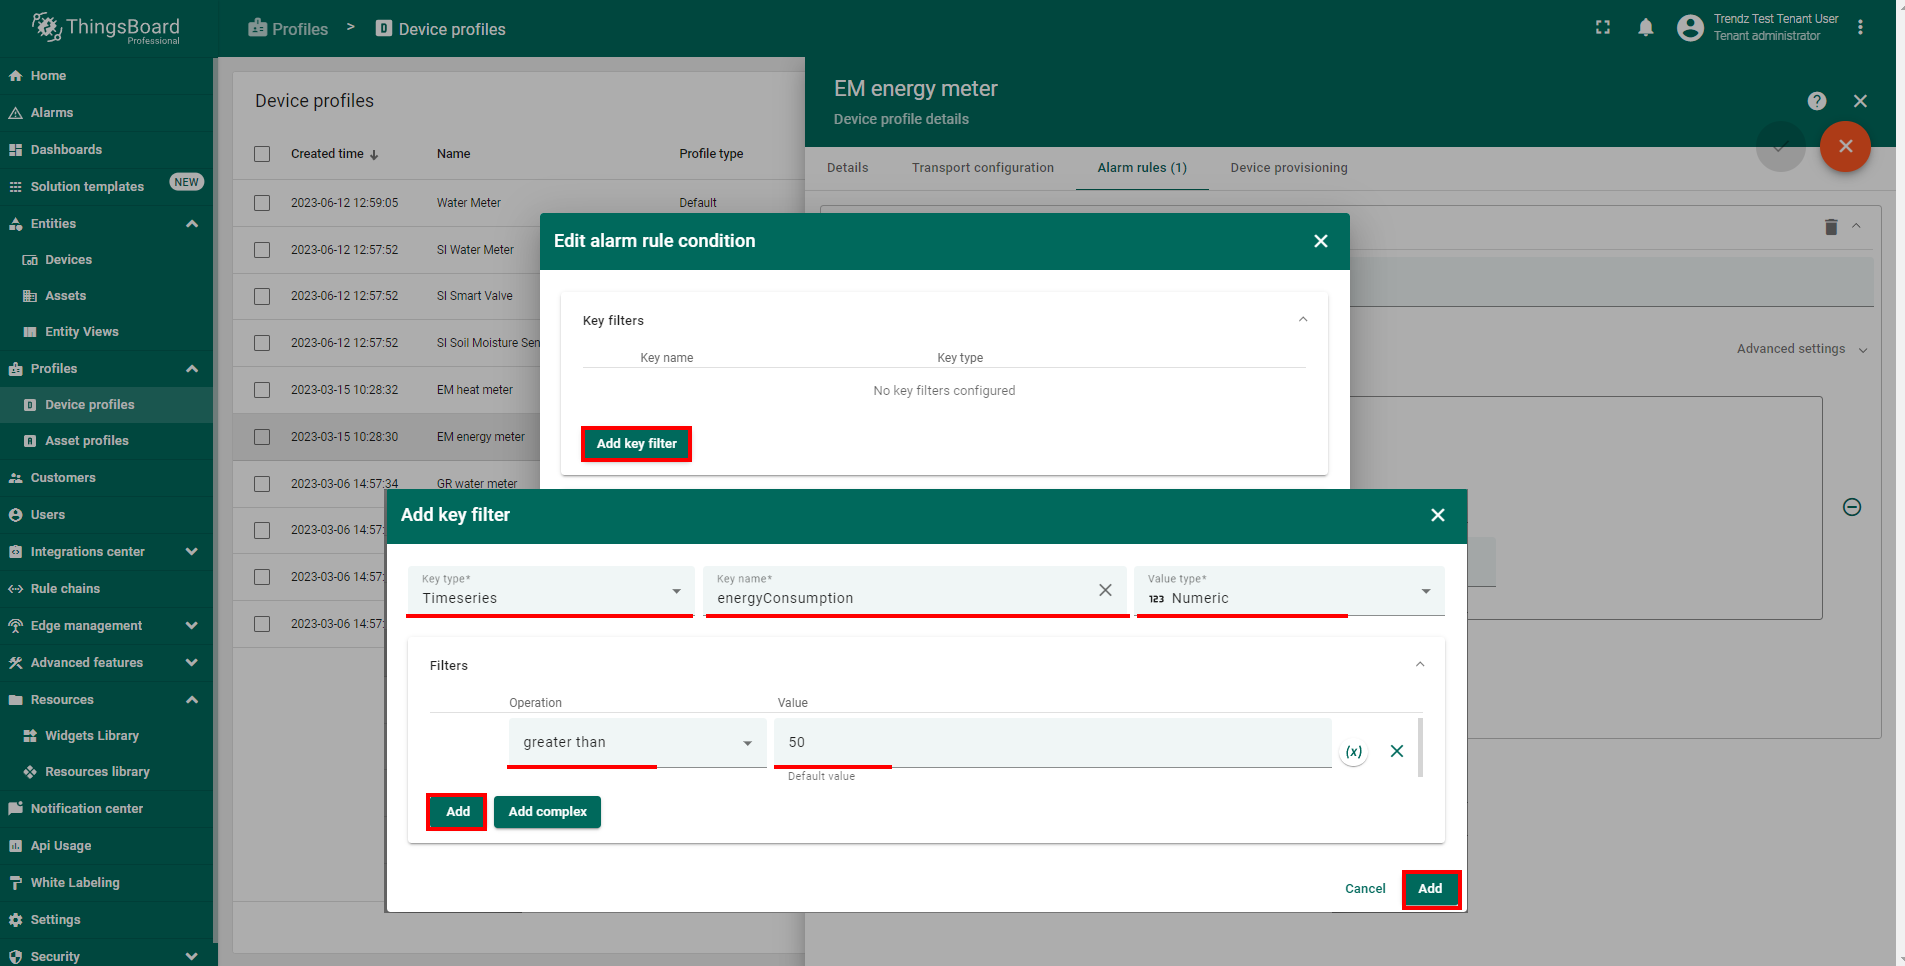 ThingsBoard
Professional
Profiles > Device profiles
Trendz Test Tenant User
Tenant administrator
Home
Alarms
Dashboards
Solution templates NEW
Entities
Devices
Assets
Entity Views
Profiles
Device profiles
Asset profiles
Customers
Users
Integrations center
Rule chains
Edge management
Advanced features
Resources
Widgets Library
Resources library
Notification center
Api Usage
White Labeling
Settings
Security
Device profiles
Created time Name Profile type
2023-06-12 12:59:05 Water Meter Default
2023-06-12 12:57:52 SI Water Meter
2023-06-12 12:57:52 SI Smart Valve
2023-06-12 12:57:52 SI Soil Moisture Sen
2023-03-15 10:28:32 EM heat meter
2023-03-15 10:28:30 EM energy meter
2023-03-06 14:57:34 GR water meter
2023-03-06 14:57:
2023-03-06 14:57:
2023-03-06 14:57:
EM energy meter
Device profile details
Details Transport configuration Alarm rules (1) Device provisioning
Advanced settings
Edit alarm rule condition
Key filters
Key name Key type
No key filters configured
Add key filter
Add key filter
Key type* Key name* Value type*
Timeseries energyConsumption 123 Numeric
Filters
Operation Value
greater than 50 (x)
Default value
Add Add complex
Cancel Add